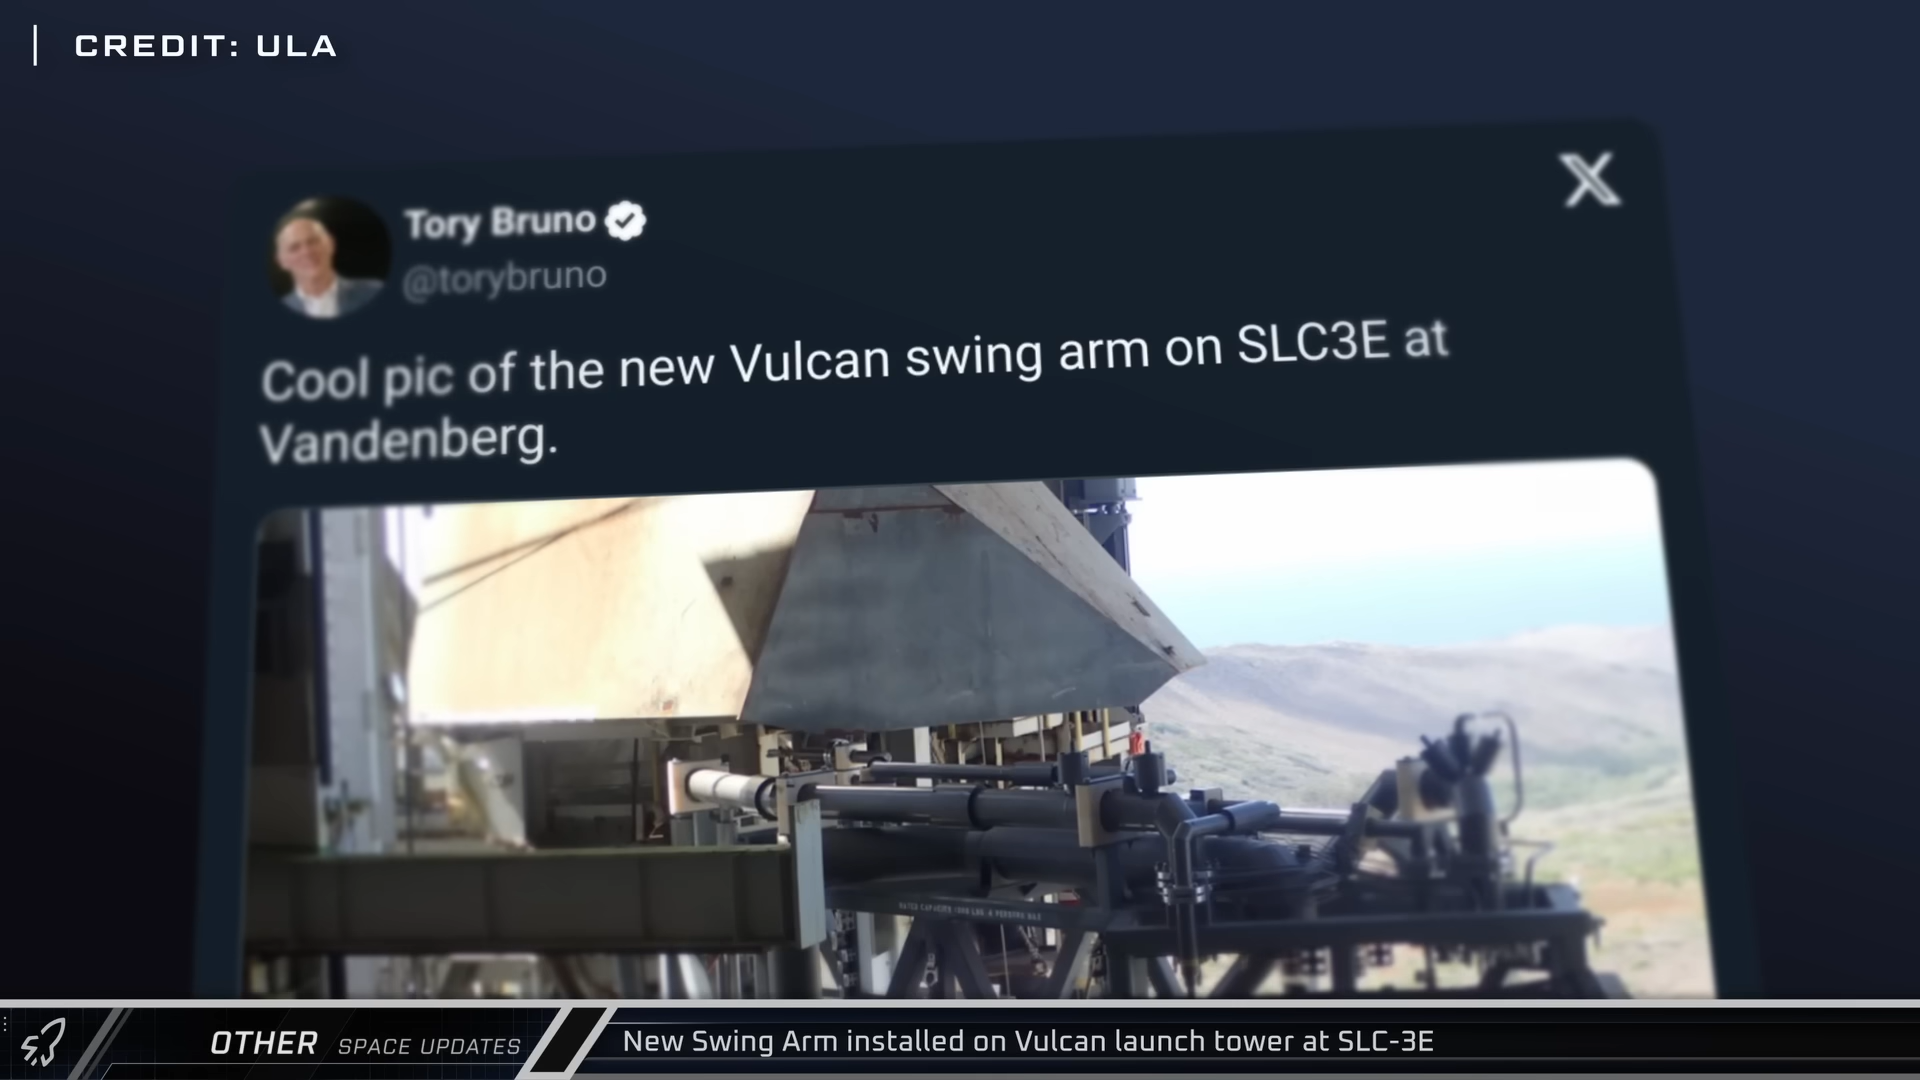 CREDIT: ULA
Tory Bruno
@torybruno
Cool pic of the new Vulcan swing arm on SLC3E at
Vandenberg.
OTHER SPACE UPDATES
New Swing Arm installed on Vulcan launch tower at SLC-3E